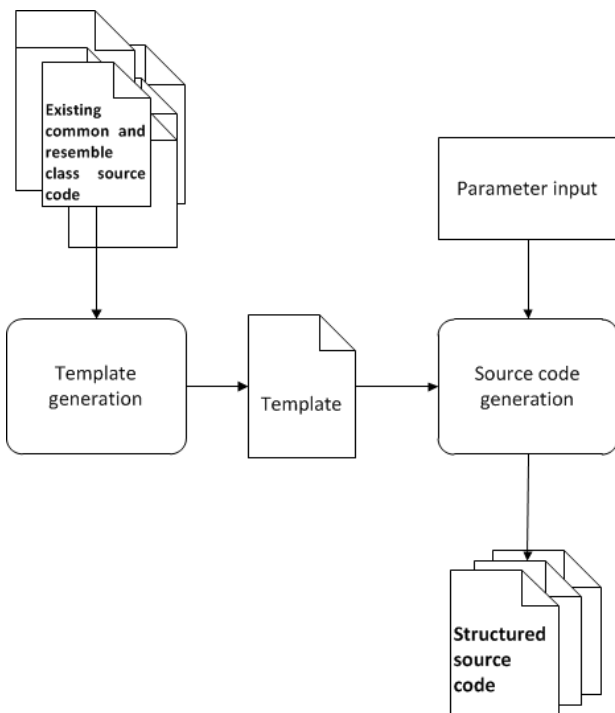 Existing
common and
resemble
class source
code
Parameter input
Template
generation
Template
Source code
generation
Structured
source
code